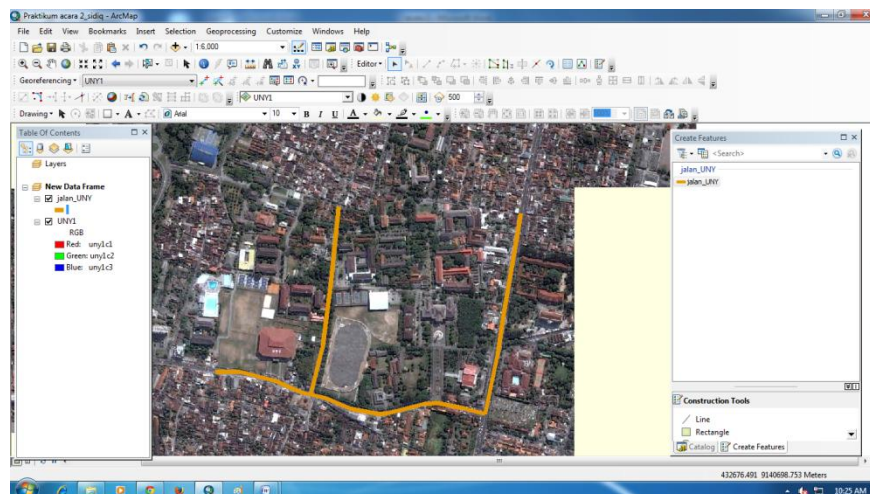 Praktikum acara 2_sidiq - ArcMap
File Edit View Bookmarks Insert Selection Geoprocessing Customize Windows Help
1:6,000
Editor
Georeferencing UNY1
UNY1 500
Drawing A Arial 10 B I U A
Table Of Contents
Layers
New Data Frame
jalan_UNY
UNY1
RGB
Red: uny1c1
Green: uny1c2
Blue: uny1c3
Create Features
<Search>
jalan_UNY
jalan_UNY
Construction Tools
Line
Rectangle
Catalog Create Features
432676.491 9140698.753 Meters
10:25 AM